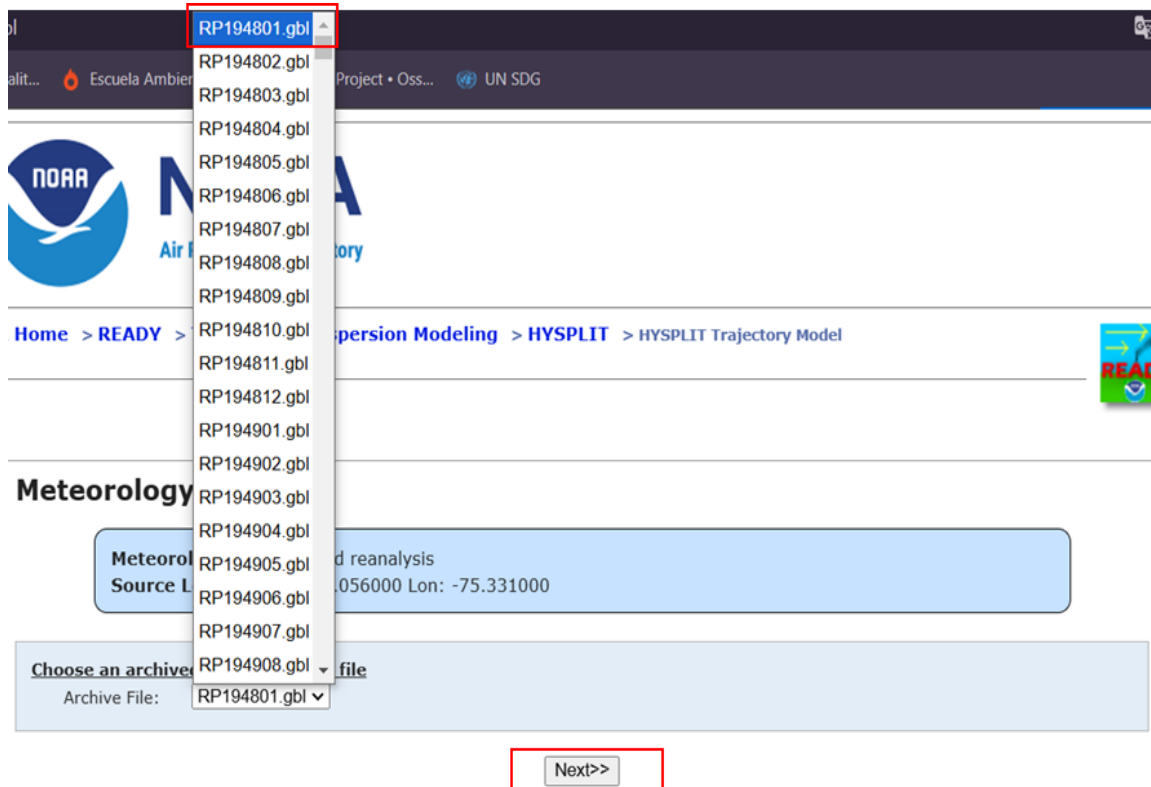 RP194801.gbl
RP194802.gbl
alit... Escuela Ambier Project • Oss... UN SDG
RP194803.gbl
RP194804.gbl
RP194805.gbl
NOAA N A
RP194806.gbl
RP194807.gbl
Air tory
RP194808.gbl
RP194809.gbl
Home > READY > RP194810.gbl spersion Modeling > HYSPLIT > HYSPLIT Trajectory Model
RP194811.gbl
READ
RP194812.gbl
RP194901.gbl
RP194902.gbl
Meteorology RP194903.gbl
RP194904.gbl
Meteorol RP194905.gbl d reanalysis
Source L RP194906.gbl .056000 Lon: -75.331000
RP194907.gbl
Choose an archive RP194908.gbl file
Archive File: RP194801.gbl
Next>>